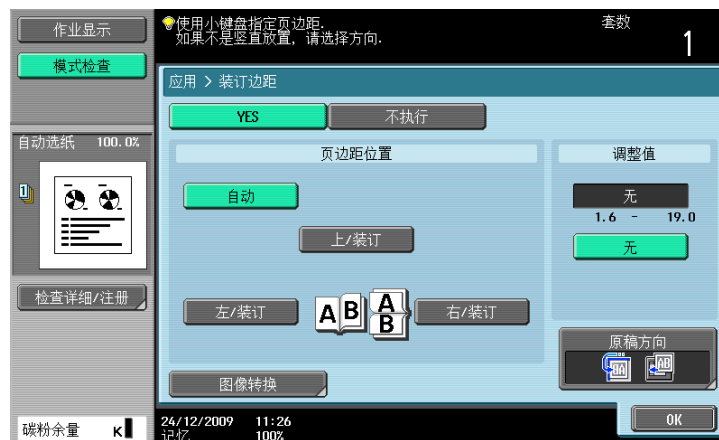 作业显示
使用小键盘指定页边距.
如果不是竖直放置, 请选择方向.
套数
1
模式检查
应用 > 装订边距
YES
不执行
自动选纸 100.0%
页边距位置
调整值
自动
无
1.6 - 19.0
上/装订
无
检查详细/注册
左/装订
A B
A
B
右/装订
原稿方向
AB
图像转换
碳粉余量 K
24/12/2009 11:26
记忆 100%
OK